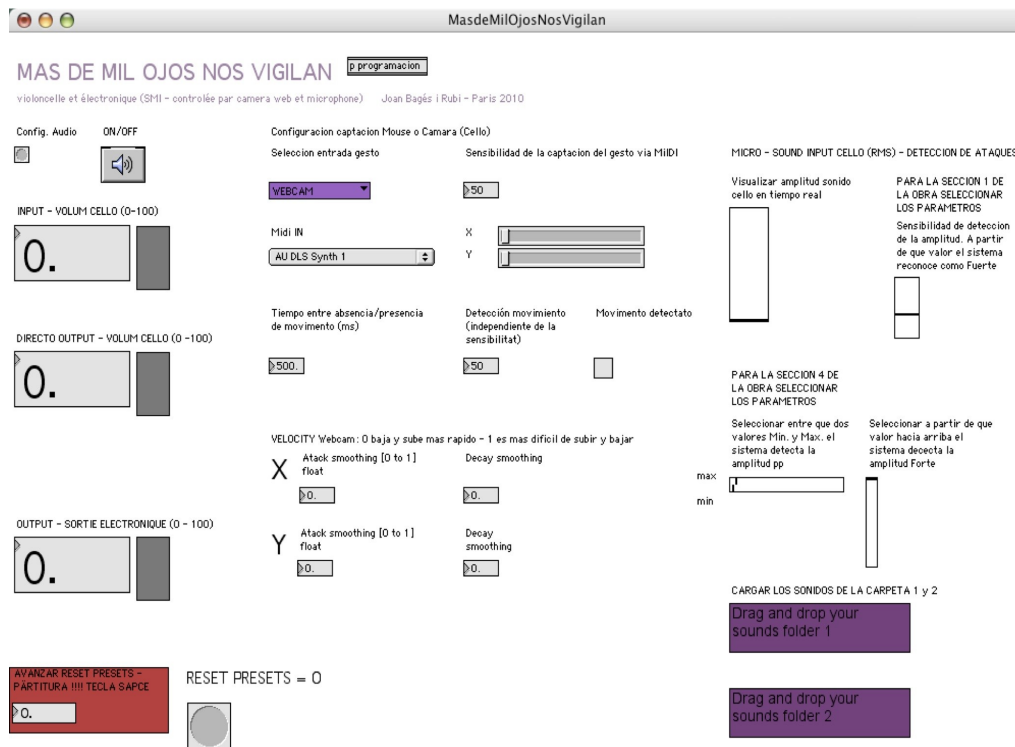 MasdeMilOjosNosVigilan
MAS DE MIL OJOS NOS VIGILAN
p programacion
violoncelle et électronique (SMI - controlée par camera web et microphone) Joan Bagés i Rubi - Paris 2010
Config. Audio
ON/OFF
INPUT - VOLUM CELLO (0-100)
0.
DIRECTO OUTPUT - VOLUM CELLO (0 -100)
0.
OUTPUT - SORTIE ELECTRONIQUE (0 - 100)
0.
AVANZAR RESET PRESETS -
PÀRTITURA !!!! TECLA SAPCE
0.
RESET PRESETS = 0
Configuracion captacion Mouse o Camara (Cello)
Seleccion entrada gesto
WEBCAM
Sensibilidad de la captacion del gesto via MiIDI
50
Midi IN
AU DLS Synth 1
X
Y
Tiempo entre absencia/presencia
de movimento (ms)
500.
Detección movimiento
(independiente de la
sensibilitat)
50
Movimento detectato
VELOCITY Webcam: 0 baja y sube mas rapido - 1 es mas dificil de subir y bajar
X
Atack smoothing [0 to 1]
float
0.
Decay smoothing
0.
Y
Atack smoothing [0 to 1]
float
0.
Decay
smoothing
0.
MICRO - SOUND INPUT CELLO (RMS) - DETECCION DE ATAQUES
Visualizar amplitud sonido
cello en tiempo real
PARA LA SECCION 1 DE
LA OBRA SELECCIONAR
LOS PARAMETROS
Sensibilidad de deteccion
de la amplitud. A partir
de que valor el sistema
reconoce como Fuerte
PARA LA SECCION 4 DE
LA OBRA SELECCIONAR
LOS PARAMETROS
Seleccionar entre que dos
valores Min. y Max. el
sistema detecta la
amplitud pp
max
min
Seleccionar a partir de que
valor hacia arriba el
sistema dececta la
amplitud Forte
CARGAR LOS SONIDOS DE LA CARPETA 1 y 2
Drag and drop your
sounds folder 1
Drag and drop your
sounds folder 2